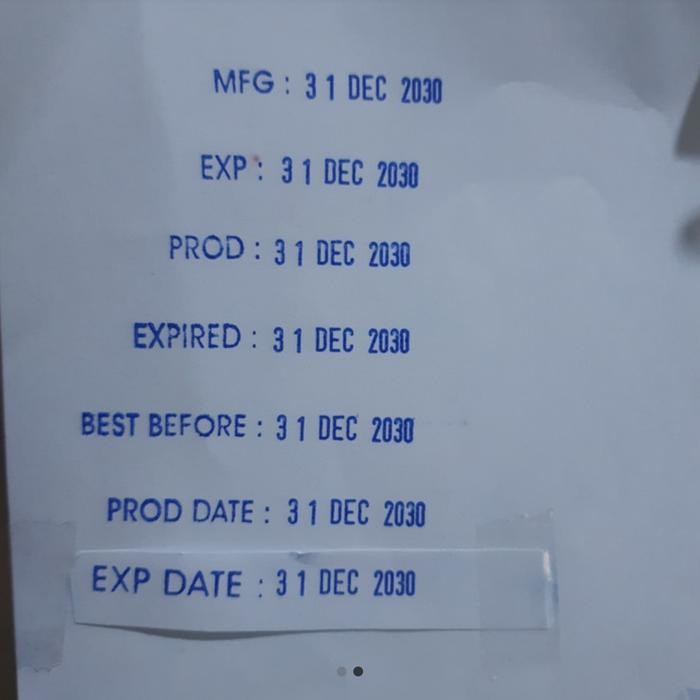 MFG : 31 DEC 2030
EXP : 31 DEC 2030
PROD : 31 DEC 2030
EXPIRED : 31 DEC 2030
BEST BEFORE : 31 DEC 2030
PROD DATE : 31 DEC 2030
EXP DATE : 31 DEC 2030